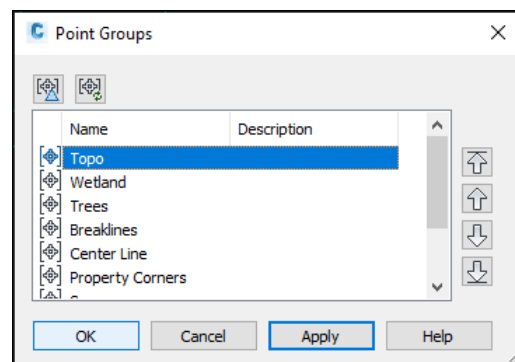 Point Groups
Name Description
Topo
Wetland
Trees
Breaklines
Center Line
Property Corners
OK Cancel Apply Help